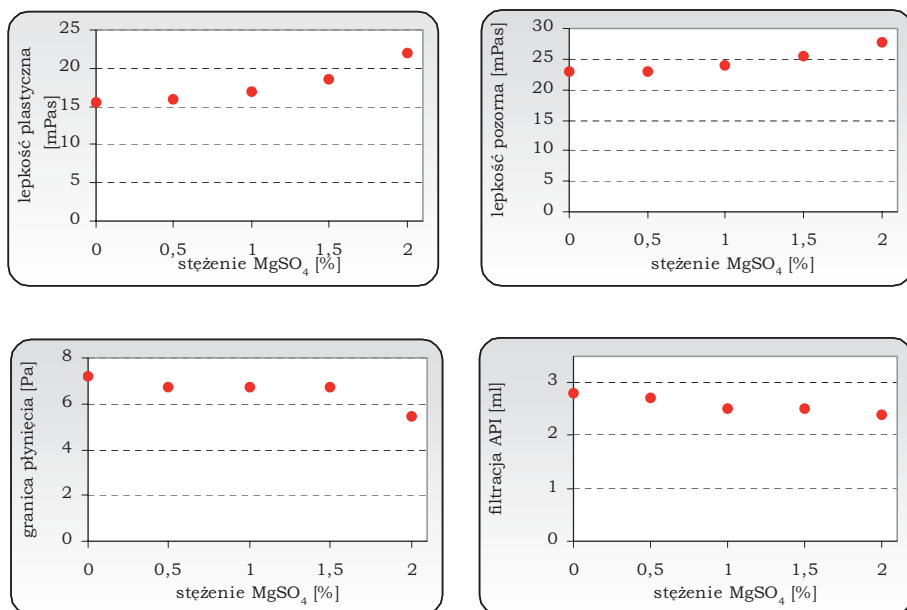 lepkość plastyczna
[mPas]
25
20
15
10
5
0
0 0,5 1 1,5 2
stężenie MgSO₄ [%]
lepkość pozorna [mPas]
30
25
20
15
10
5
0
0 0,5 1 1,5 2
stężenie MgSO₄ [%]
granica płynięcia [Pa]
8
6
4
2
0
0 0,5 1 1,5 2
stężenie MgSO₄ [%]
filtracja API [ml]
3
2
1
0
0 0,5 1 1,5 2
stężenie MgSO₄ [%]